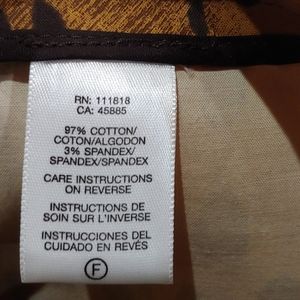 RN: 111818
CA: 45885
97% COTTON/
COTON/ALGODON
3% SPANDEX/
SPANDEX/SPANDEX
CARE INSTRUCTIONS
ON REVERSE
INSTRUCTIONS DE
SOIN SUR L'INVERSE
INSTRUCCIONES DEL
CUIDADO EN REVÉS
F